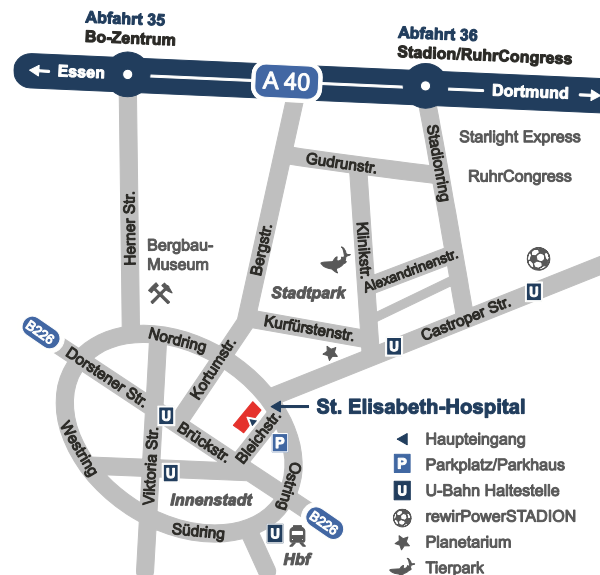 Abfahrt 35
Bo-Zentrum
Abfahrt 36
Stadion/RuhrCongress
Essen
A 40
Dortmund
Starlight Express
RuhrCongress
Gudrunstr.
Stadionring
Herner Str.
Bergstr.
Klinikstr.
Bergbau-
Museum
Alexandrinenstr.
Stadtpark
U
Castroper Str.
Kurfürstenstr.
U
B226
Nordring
Kortumstr.
Dorstener Str.
St. Elisabeth-Hospital
U
Brückstr.
Bleichstr.
P
Westring
Viktoria Str.
U
Innenstadt
Ostring
B226
Südring
U
Hbf
Haupteingang
P
Parkplatz/Parkhaus
U
U-Bahn Haltestelle
rewirPowerSTADION
Planetarium
Tierpark